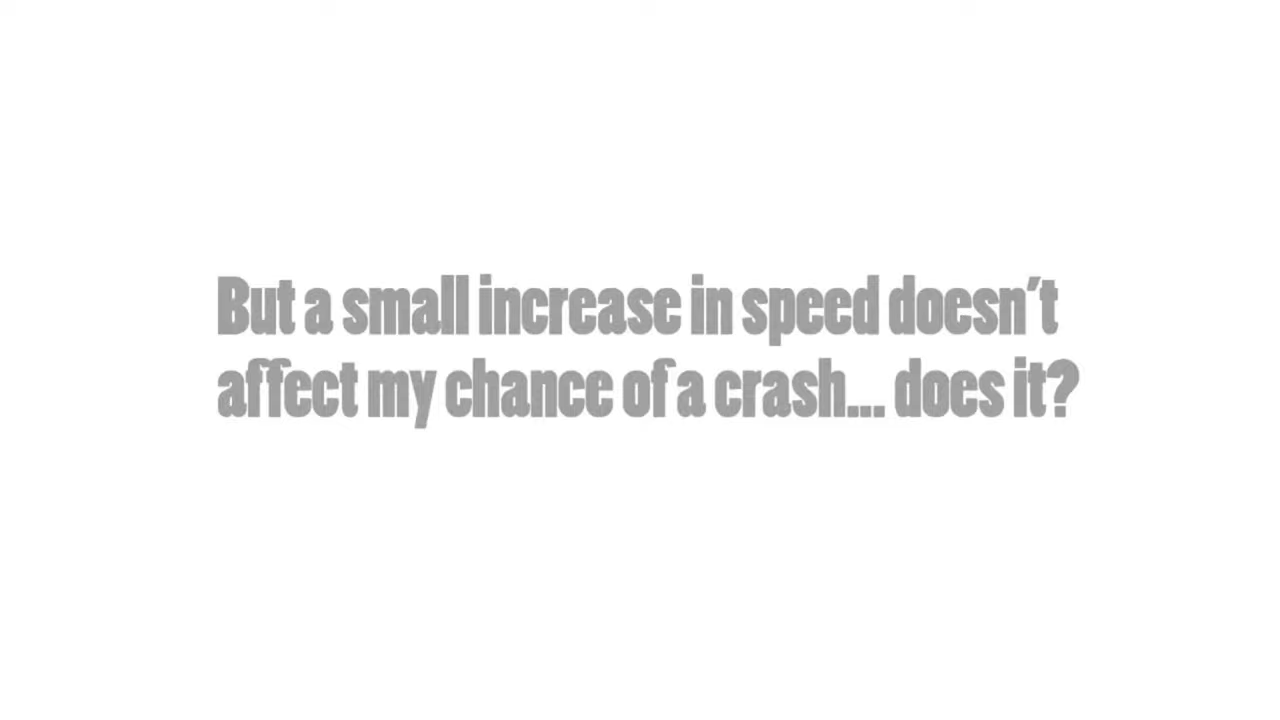 But a small increase in speed doesn't
affect my chance of a crash... does it?